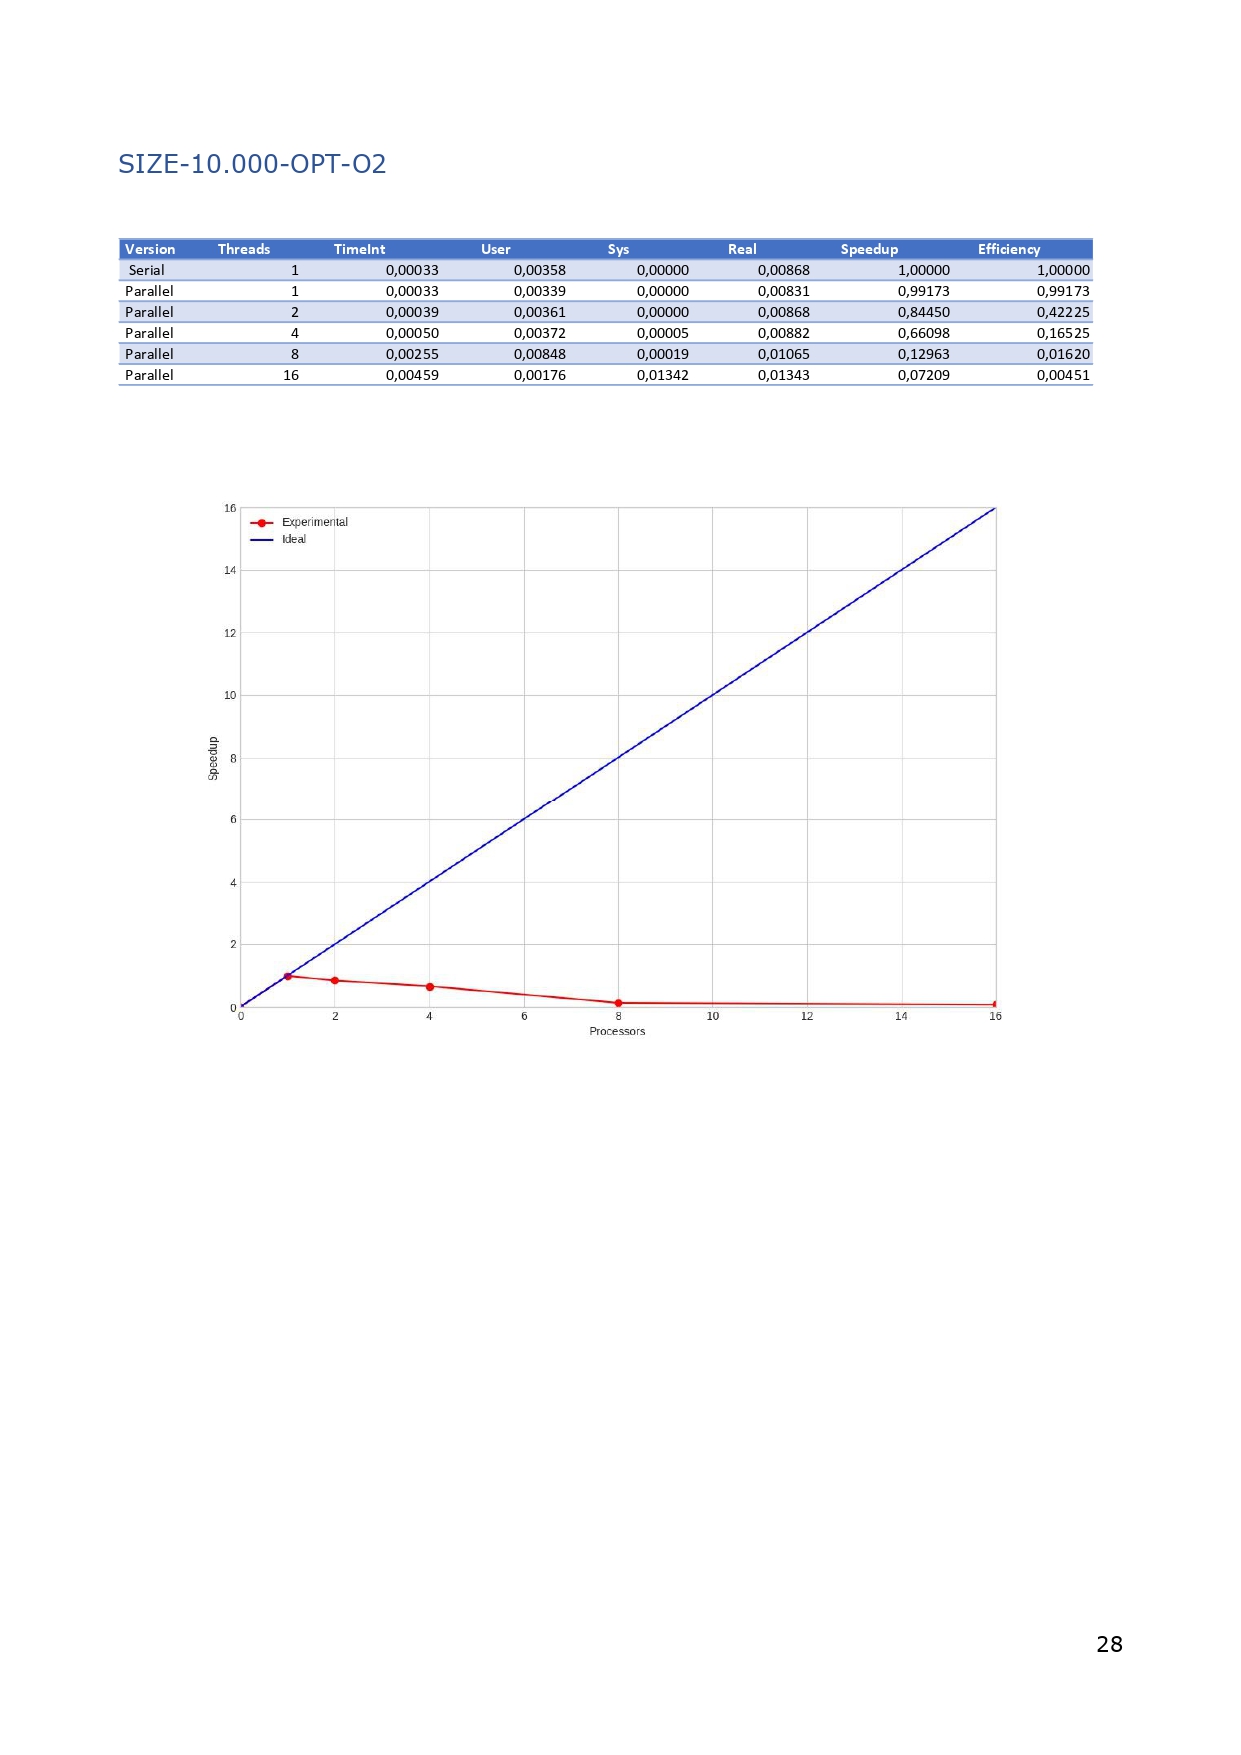 SIZE-10.000-OPT-O2
Version Threads TimeInt User Sys Real Speedup Efficiency
Serial 1 0,00033 0,00358 0,00000 0,00868 1,00000 1,00000
Parallel 1 0,00033 0,00339 0,00000 0,00831 0,99173 0,99173
Parallel 2 0,00039 0,00361 0,00000 0,00868 0,84450 0,42225
Parallel 4 0,00050 0,00372 0,00005 0,00882 0,66098 0,16525
Parallel 8 0,00255 0,00848 0,00019 0,01065 0,12963 0,01620
Parallel 16 0,00459 0,00176 0,01342 0,01343 0,07209 0,00451
Experimental
Ideal
16
14
12
10
8
6
4
2
0
Speedup
0 2 4 6 8 10 12 14 16
Processors
28